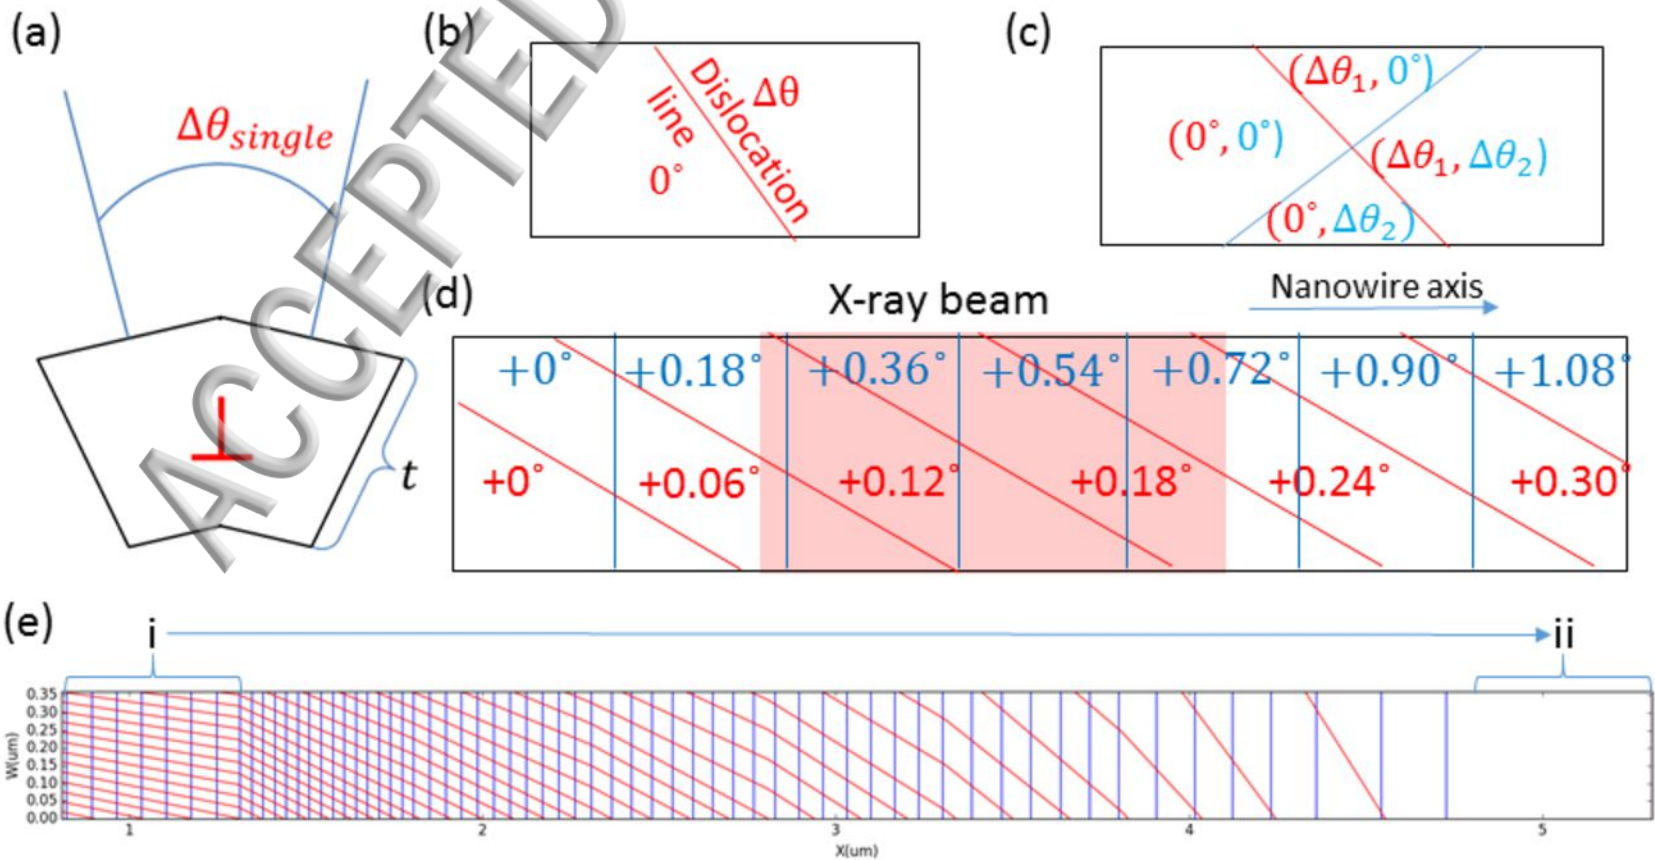 (a)
Δθsingle
t
(b)
Dislocation
line
Δθ
0°
(c)
(Δθ₁, 0°)
(0°, 0°)
(Δθ₁, Δθ₂)
(0°, Δθ₂)
ACCEPTED
(d)
X-ray beam
Nanowire axis
+0° +0.18° +0.36° +0.54° +0.72° +0.90° +1.08°
+0° +0.06° +0.12° +0.18° +0.24° +0.30°
(e)
i
ii
W(um)
0.35
0.30
0.25
0.20
0.15
0.10
0.05
0.00
1 2 3 4 5
X(um)